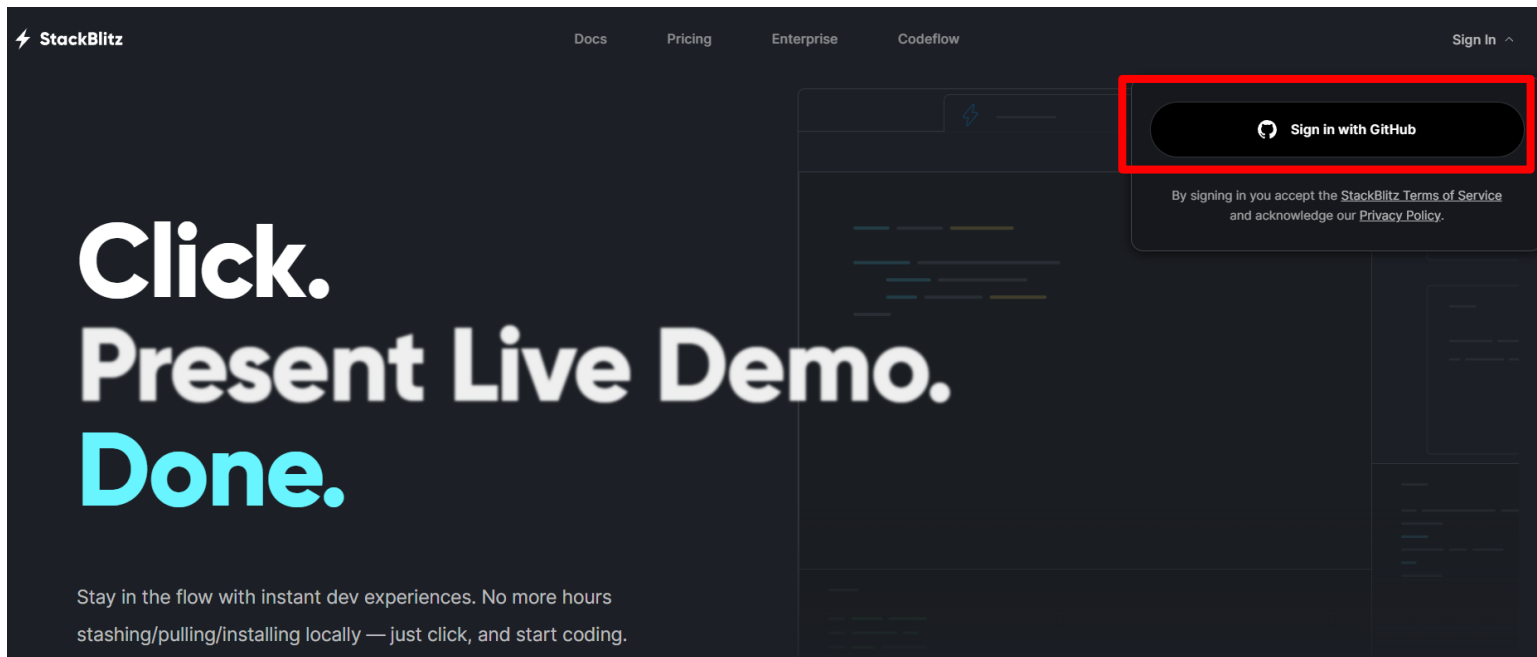 StackBlitz
Docs
Pricing
Enterprise
Codeflow
Sign In
Sign in with GitHub
By signing in you accept the StackBlitz Terms of Service
and acknowledge our Privacy Policy.
Click.
Present Live Demo.
Done.
Stay in the flow with instant dev experiences. No more hours
stashing/pulling/installing locally — just click, and start coding.